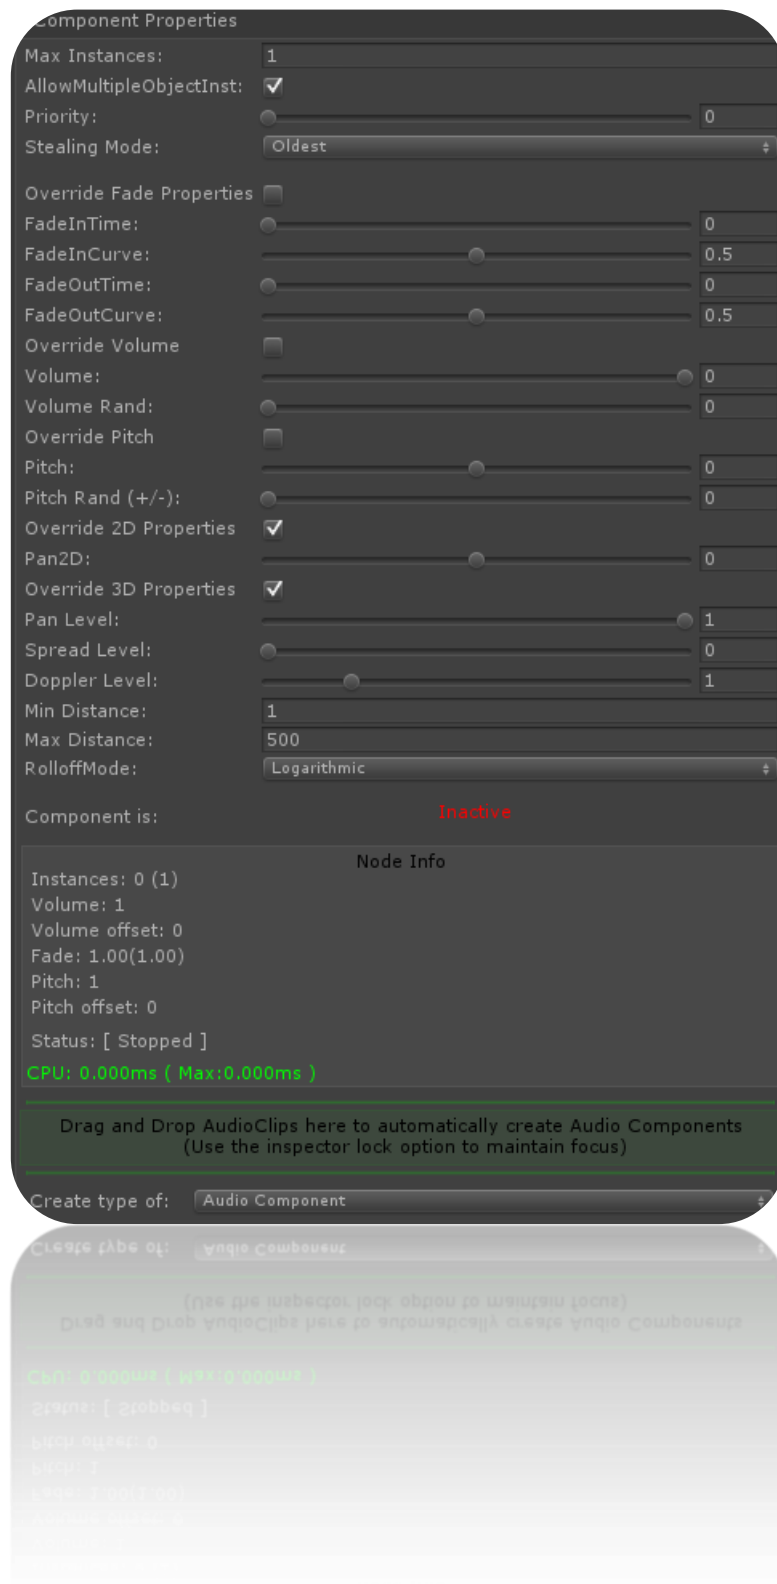 Component Properties
Max Instances: 1
AllowMultipleObjectInst:
Priority: 0
Stealing Mode: Oldest
Override Fade Properties
FadeInTime: 0
FadeInCurve: 0.5
FadeOutTime: 0
FadeOutCurve: 0.5
Override Volume
Volume: 0
Volume Rand: 0
Override Pitch
Pitch: 0
Pitch Rand (+/-): 0
Override 2D Properties
Pan2D: 0
Override 3D Properties
Pan Level: 1
Spread Level: 0
Doppler Level: 1
Min Distance: 1
Max Distance: 500
RolloffMode: Logarithmic
Component is: Inactive
Node Info
Instances: 0 (1)
Volume: 1
Volume offset: 0
Fade: 1.00(1.00)
Pitch: 1
Pitch offset: 0
Status: [ Stopped ]
CPU: 0.000ms ( Max:0.000ms )
Drag and Drop AudioClips here to automatically create Audio Components
(Use the inspector lock option to maintain focus)
Create type of: Audio Component